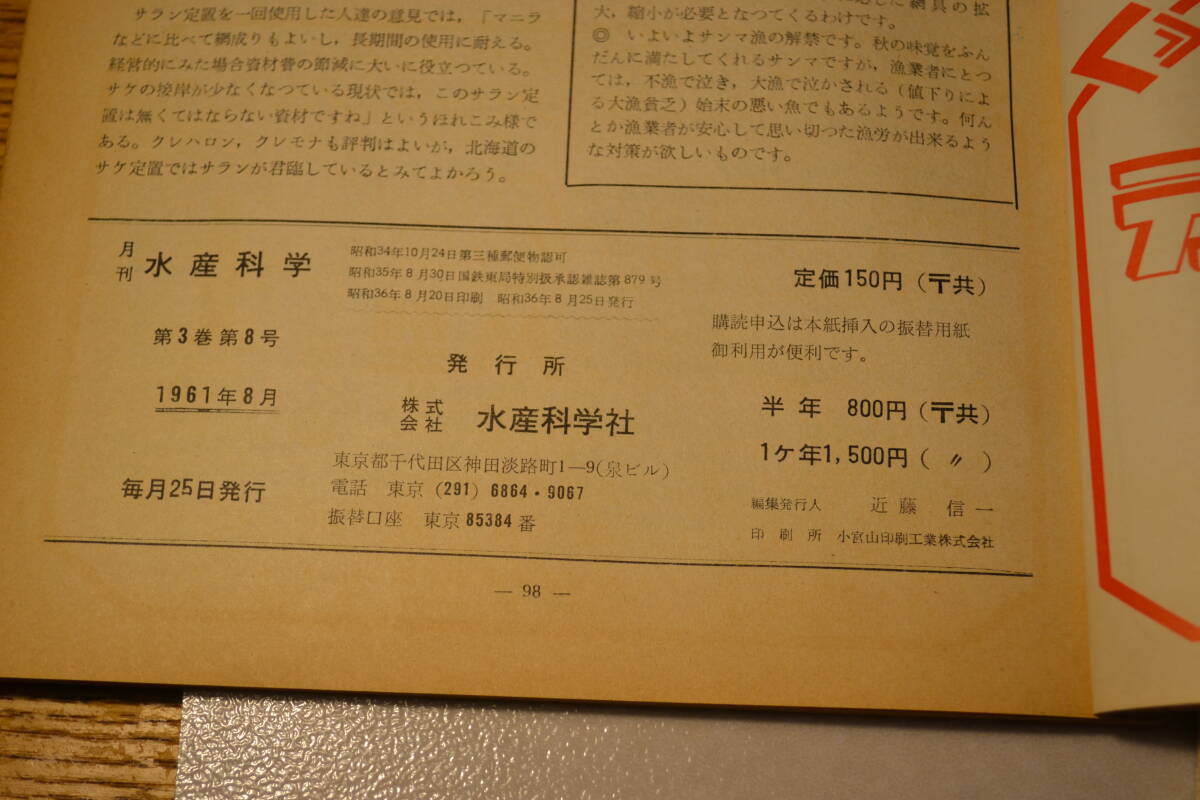 サラン定置を一回使用した人達の意見では，「マニラ
などに比べて網成りもよいし，長期間の使用に耐える。
経営的にみた場合資材費の節減に大いに役立つている。
サケの接岸が少なくなつている現状では，このサラン定
置は無くてはならない資材ですね」というほれこみ様で
ある。クレハロン，クレモナも評判はよいが，北海道の
サケ定置ではサランが君臨しているとみてよかろう。
した網具の拡
大，縮小が必要となつてくるわけです。
◎ いよいよサンマ漁の解禁です。秋の味覚をふん
だんに満たしてくれるサンマですが，漁業者にとつ
ては，不漁で泣き，大漁で泣かされる（値下りによ
る大漁貧乏）始末の悪い魚でもあるようです。何ん
とか漁業者が安心して思い切つた漁労が出来るよう
な対策が欲しいものです。
月刊 水産科学
第3巻第8号
1961年8月
毎月25日発行
昭和34年10月24日第三種郵便物認可
昭和35年8月30日国鉄東局特別扱承認雑誌第879号
昭和36年8月20日印刷 昭和36年8月25日発行
発行所
株式会社 水産科学社
東京都千代田区神田淡路町1—9(泉ビル)
電話 東京 (291) 6864・9067
振替口座 東京 85384 番
定価150円（〒共）
購読申込は本紙挿入の振替用紙
御利用が便利です。
半年 800円（〒共）
1ケ年1,500円（〃）
編集発行人 近藤信一
印刷所 小宮山印刷工業株式会社
— 98 —